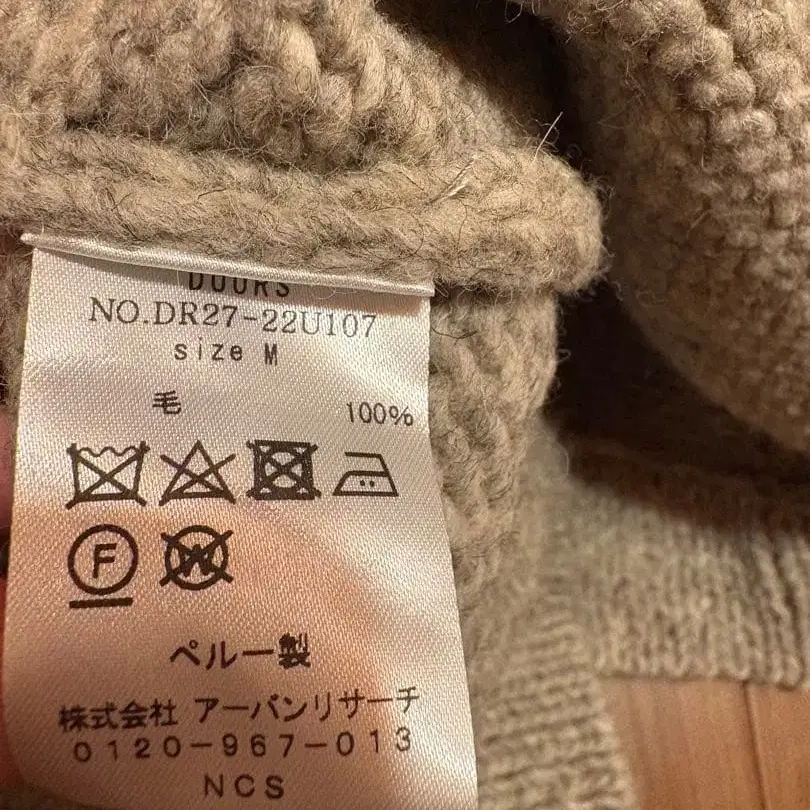 DOORS
NO.DR27-22U107
size M
毛 100%
F W
ペルー製
株式会社 アーバンリサーチ
0120-967-013
NCS